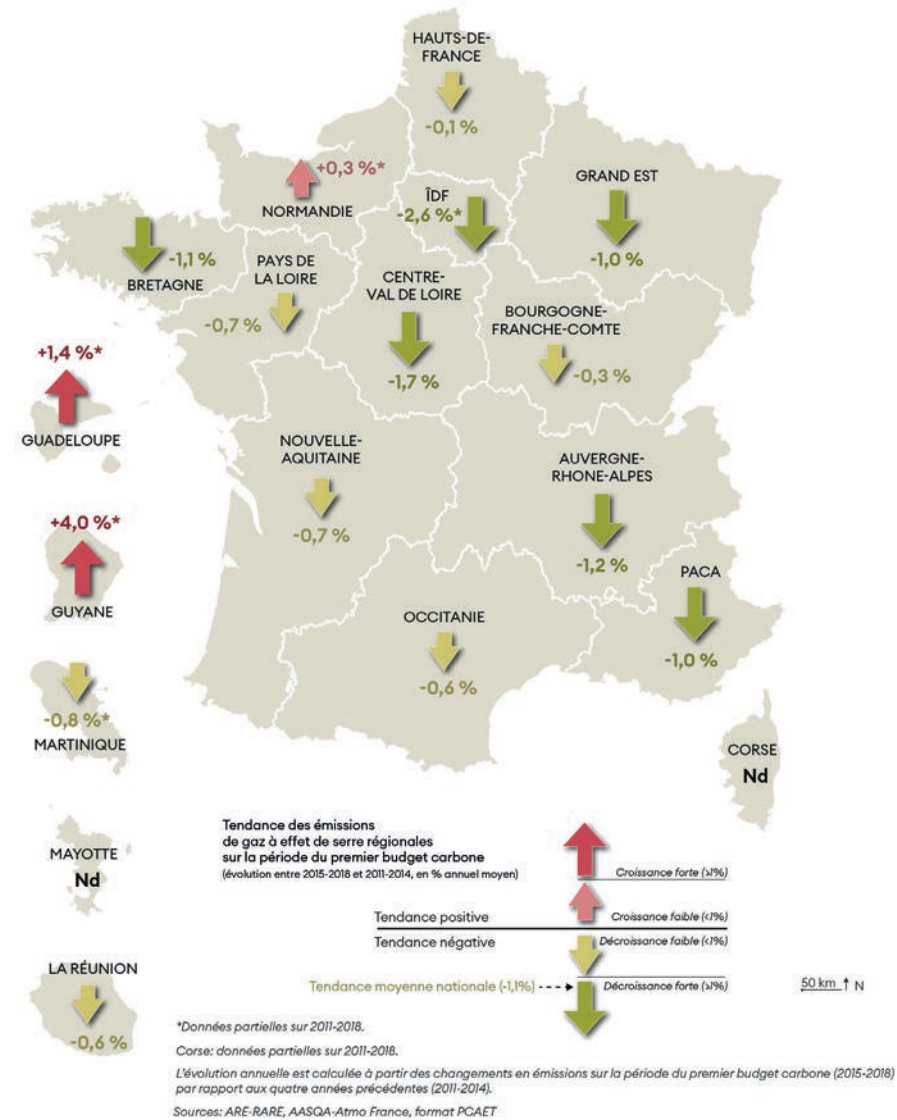 HAUTS-DE-
FRANCE
-0,1 %
+0,3 %*
NORMANDIE
ÎDF
-2,6 %*
GRAND EST
-1,0 %
-1,1 %
BRETAGNE
PAYS DE
LA LOIRE
-0,7 %
CENTRE-
VAL DE LOIRE
-1,7 %
BOURGOGNE-
FRANCHE-COMTE
-0,3 %
+1,4 %*
GUADELOUPE
NOUVELLE-
AQUITAINE
-0,7 %
AUVERGNE-
RHONE-ALPES
-1,2 %
+4,0 %*
GUYANE
PACA
-1,0 %
OCCITANIE
-0,6 %
-0,8 %*
MARTINIQUE
CORSE
Nd
MAYOTTE
Nd
LA RÉUNION
-0,6 %
Tendance des émissions
de gaz à effet de serre régionales
sur la période du premier budget carbone
(évolution entre 2015-2018 et 2011-2014, en % annuel moyen)
Croissance forte (>1%)
Tendance positive
Croissance faible (<1%)
Tendance négative
Décroissance faible (<1%)
Tendance moyenne nationale (-1,1%)
Décroissance forte (>1%)
50 km N
*Données partielles sur 2011-2018.
Corse: données partielles sur 2011-2018.
L'évolution annuelle est calculée à partir des changements en émissions sur la période du premier budget carbone (2015-2018)
par rapport aux quatre années précédentes (2011-2014).
Sources: ARE-RARE, AASQA-Atmo France, format PCAET